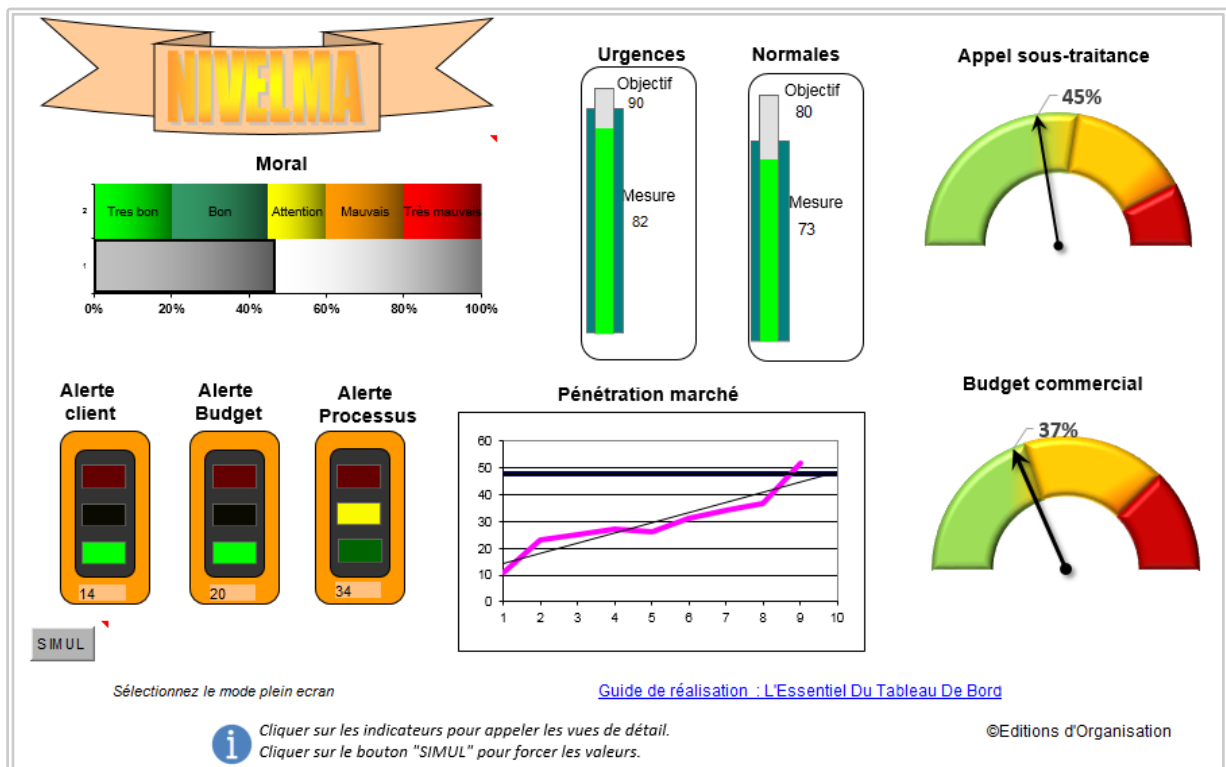 NIVELMA
Urgences
Normales
Appel sous-traitance
Objectif
90
Objectif
80
45%
Moral
Mesure
82
Mesure
73
2
Tres bon
Bon
Attention
Mauvais
Très mauvais
1
0%
20%
40%
60%
80%
100%
Alerte
client
Alerte
Budget
Alerte
Processus
Pénétration marché
Budget commercial
37%
60
50
40
30
20
10
0
1
2
3
4
5
6
7
8
9
10
14
20
34
SIMUL
Sélectionnez le mode plein ecran
Guide de réalisation : L'Essentiel Du Tableau De Bord
i
Cliquer sur les indicateurs pour appeler les vues de détail.
Cliquer sur le bouton "SIMUL" pour forcer les valeurs.
©Editions d'Organisation